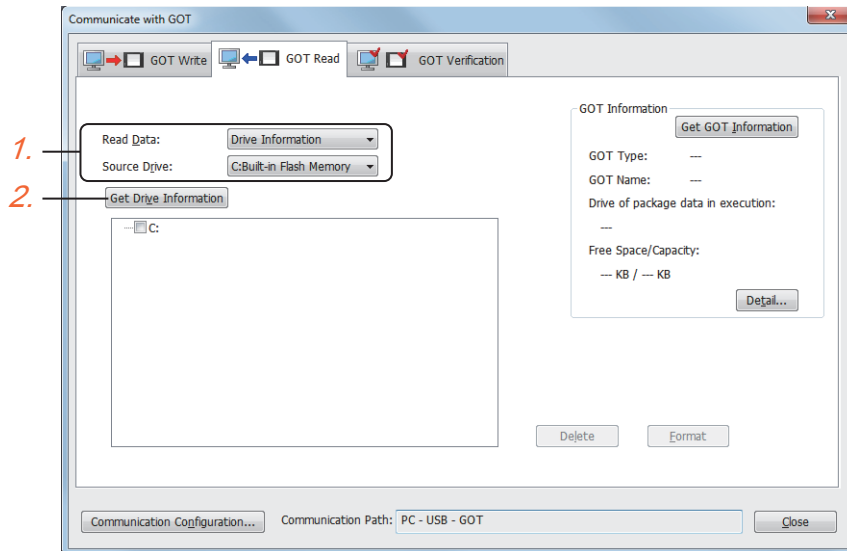 Communicate with GOT
GOT Write
GOT Read
GOT Verification
1.
Read Data:
Drive Information
Source Drive:
C:Built-in Flash Memory
2.
Get Drive Information
C:
GOT Information
Get GOT Information
GOT Type: ---
GOT Name: ---
Drive of package data in execution:
---
Free Space/Capacity:
--- KB / --- KB
Detail...
Delete
Format
Communication Configuration...
Communication Path: PC - USB - GOT
Close